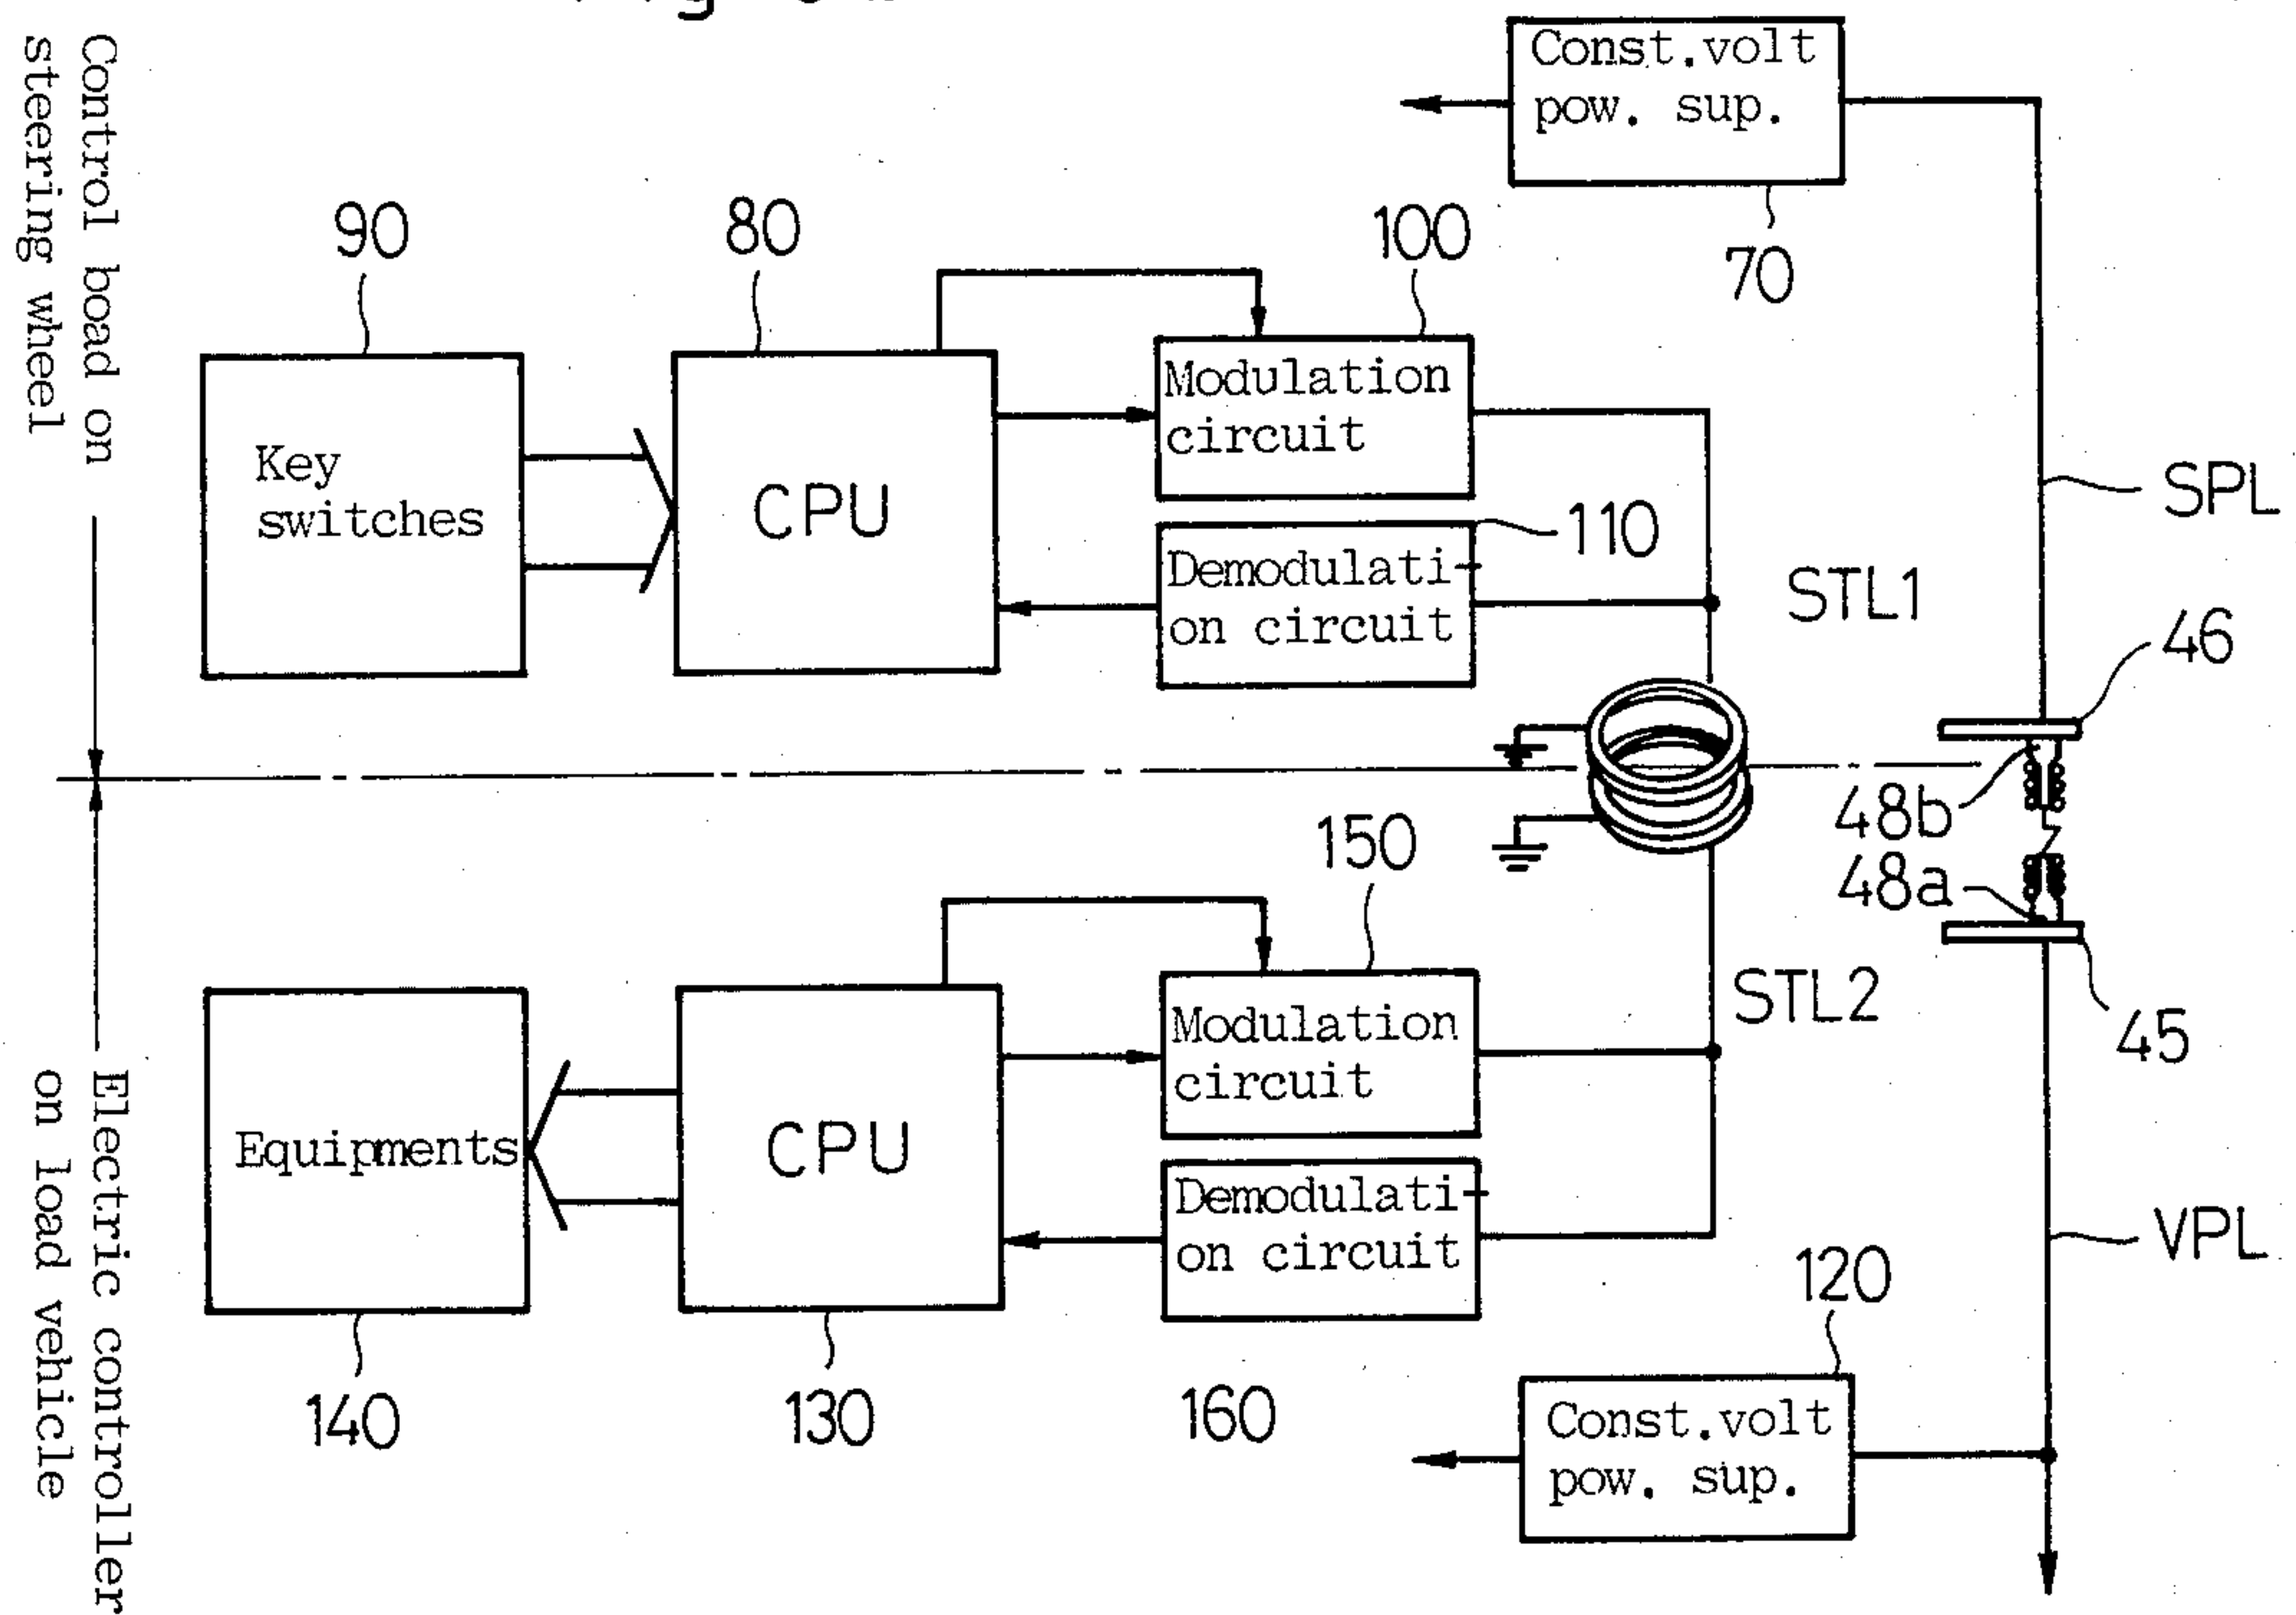 Control boad on
steering wheel
Const.volt
pow. sup.
70
90
80
100
Key
switches
CPU
Modulation
circuit
110
Demodulati-
on circuit
STL1
SPL
46
48b
48a
45
150
STL2
Equipments
CPU
Modulation
circuit
Demodulati-
on circuit
VPL
120
140
130
160
Const.volt
pow. sup.
Electric controller
on load vehicle